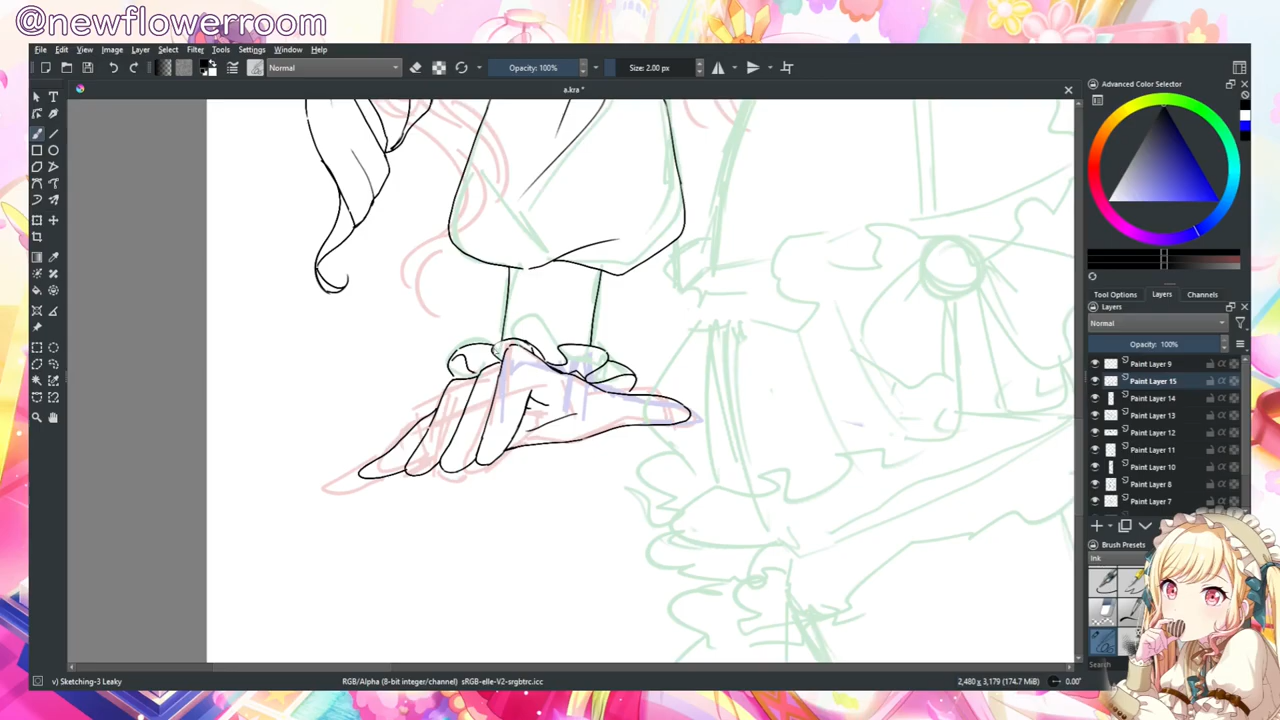 @newflowerroom
File Edit View Image Layer Select Filter Tools Settings Window Help
Normal Opacity: 100% Size: 2.00 px
a.kra *
Advanced Color Selector
Tool Options Layers Channels
Layers
Normal
Opacity: 100%
Paint Layer 9
Paint Layer 15
Paint Layer 14
Paint Layer 13
Paint Layer 12
Paint Layer 11
Paint Layer 10
Paint Layer 8
Paint Layer 7
Brush Presets
Ink
Search
v) Sketching-3 Leaky RGB/Alpha (8-bit integer/channel) sRGB-elle-V2-srgbtrc.icc 2,480 x 3,179 (174.7 MiB) 0.00°